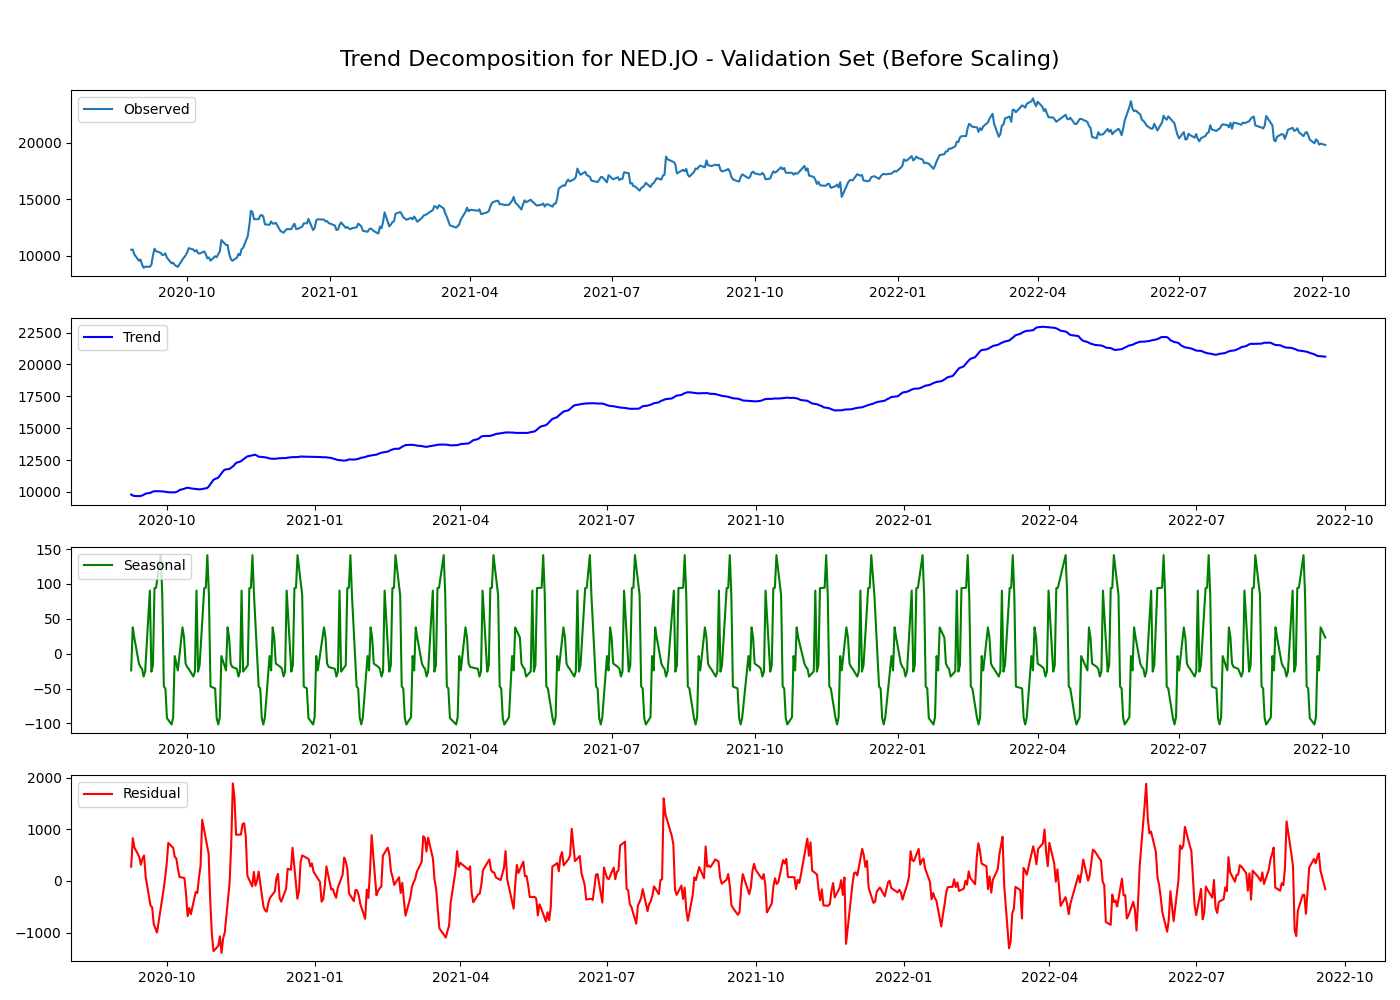 Trend Decomposition for NED.JO - Validation Set (Before Scaling)
Observed
20000
15000
10000
2020-10 2021-01 2021-04 2021-07 2021-10 2022-01 2022-04 2022-07 2022-10
Trend
22500
20000
17500
15000
12500
10000
2020-10 2021-01 2021-04 2021-07 2021-10 2022-01 2022-04 2022-07 2022-10
150
Seasonal
100
50
0
−50
−100
2020-10 2021-01 2021-04 2021-07 2021-10 2022-01 2022-04 2022-07 2022-10
2000
Residual
1000
0
−1000
2020-10 2021-01 2021-04 2021-07 2021-10 2022-01 2022-04 2022-07 2022-10